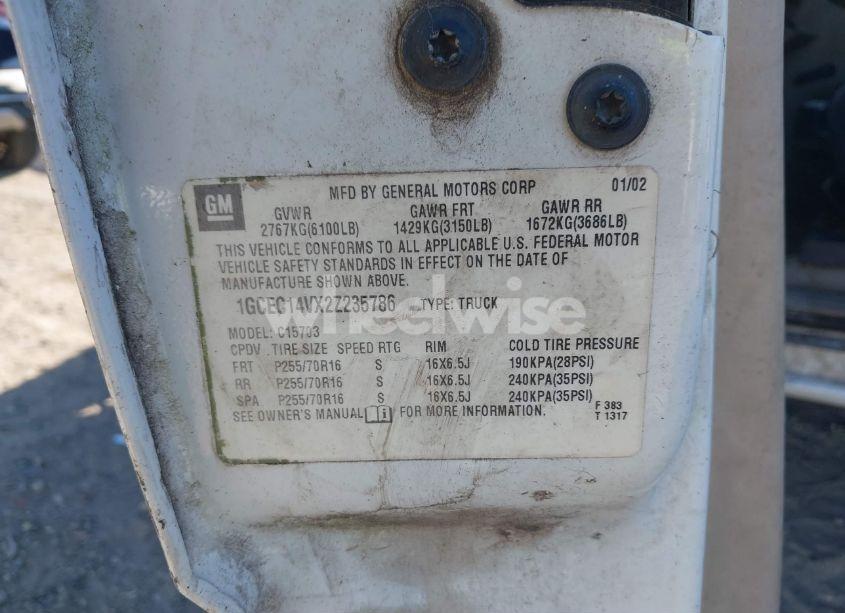 GM
MFD BY GENERAL MOTORS CORP 01/02
GVWR GAWR FRT GAWR RR
2767KG(6100LB) 1429KG(3150LB) 1672KG(3686LB)
THIS VEHICLE CONFORMS TO ALL APPLICABLE U.S. FEDERAL MOTOR
VEHICLE SAFETY STANDARDS IN EFFECT ON THE DATE OF
MANUFACTURE SHOWN ABOVE.
1GCEC14VX2Z235786 TYPE: TRUCK
wheelwise
MODEL: C15703
CPDV TIRE SIZE SPEED RTG RIM COLD TIRE PRESSURE
FRT P255/70R16 S 16X6.5J 190KPA(28PSI)
RR P255/70R16 S 16X6.5J 240KPA(35PSI)
SPA P255/70R16 S 16X6.5J 240KPA(35PSI)
SEE OWNER'S MANUAL FOR MORE INFORMATION.
F 383
T 1317